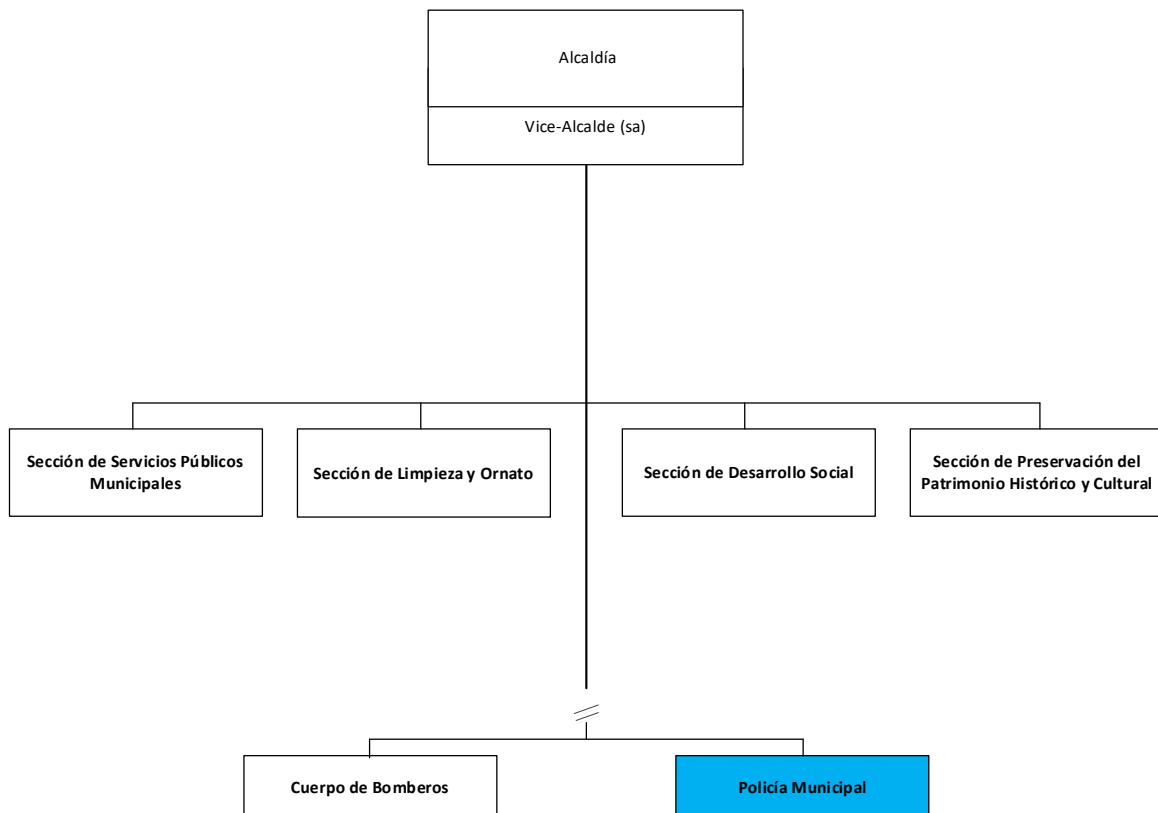 Alcaldía
Vice-Alcalde (sa)
Sección de Servicios Públicos
Municipales
Sección de Limpieza y Ornato
Sección de Desarrollo Social
Sección de Preservación del
Patrimonio Histórico y Cultural
Cuerpo de Bomberos
Policía Municipal